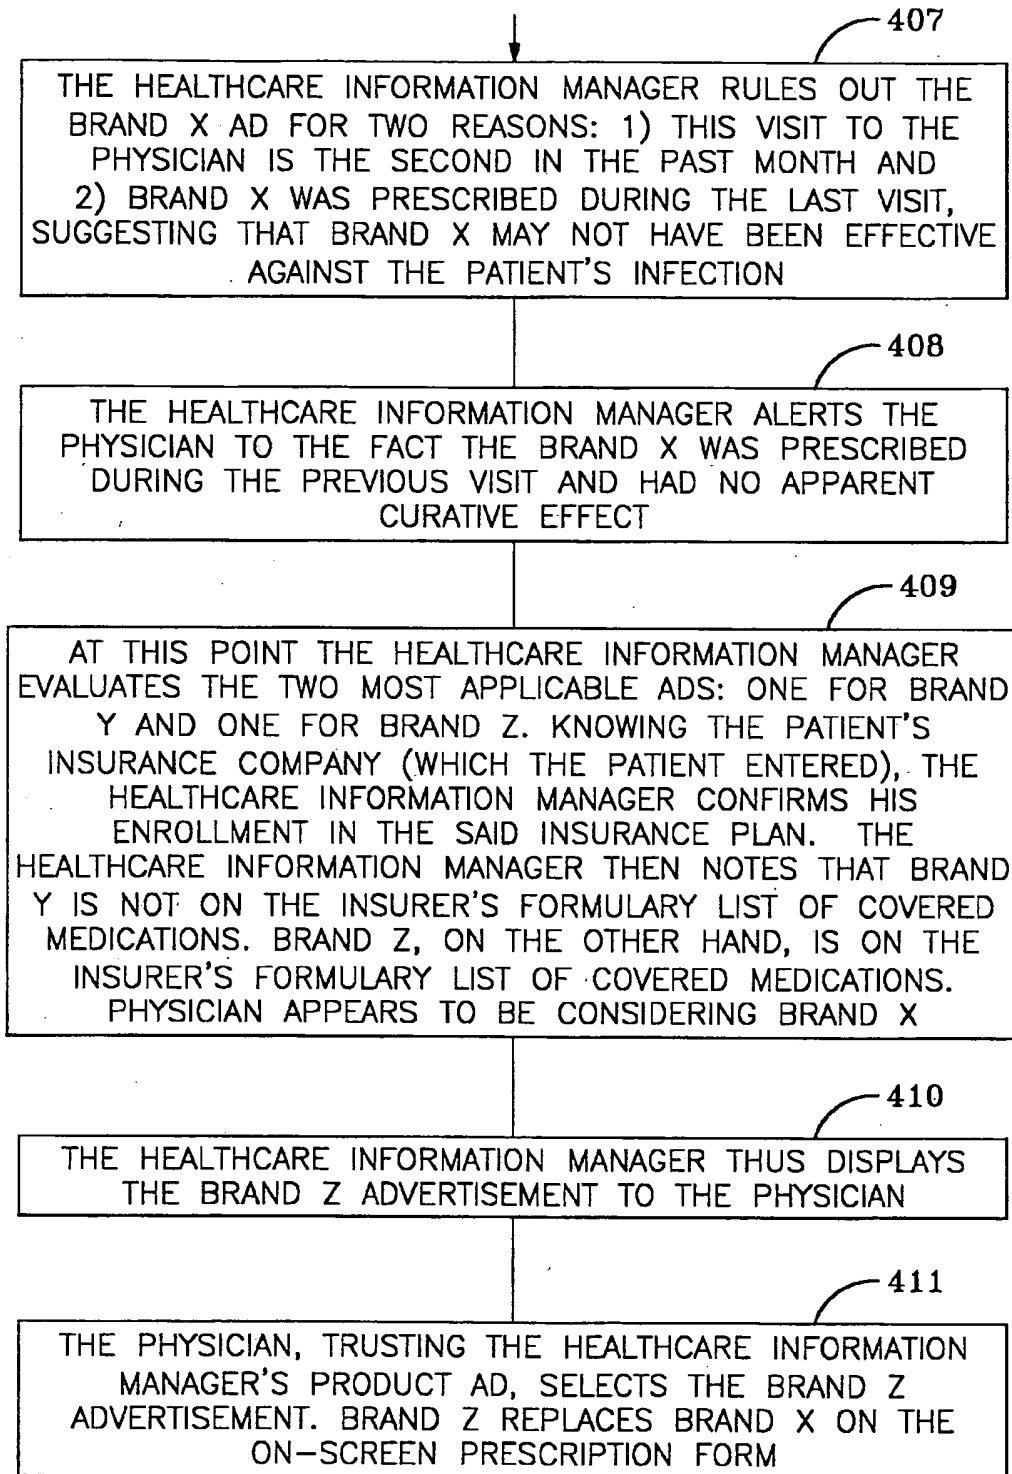 407
THE HEALTHCARE INFORMATION MANAGER RULES OUT THE
BRAND X AD FOR TWO REASONS: 1) THIS VISIT TO THE
PHYSICIAN IS THE SECOND IN THE PAST MONTH AND
2) BRAND X WAS PRESCRIBED DURING THE LAST VISIT,
SUGGESTING THAT BRAND X MAY NOT HAVE BEEN EFFECTIVE
AGAINST THE PATIENT'S INFECTION
408
THE HEALTHCARE INFORMATION MANAGER ALERTS THE
PHYSICIAN TO THE FACT THE BRAND X WAS PRESCRIBED
DURING THE PREVIOUS VISIT AND HAD NO APPARENT
CURATIVE EFFECT
409
AT THIS POINT THE HEALTHCARE INFORMATION MANAGER
EVALUATES THE TWO MOST APPLICABLE ADS: ONE FOR BRAND
Y AND ONE FOR BRAND Z. KNOWING THE PATIENT'S
INSURANCE COMPANY (WHICH THE PATIENT ENTERED), THE
HEALTHCARE INFORMATION MANAGER CONFIRMS HIS
ENROLLMENT IN THE SAID INSURANCE PLAN. THE
HEALTHCARE INFORMATION MANAGER THEN NOTES THAT BRAND
Y IS NOT ON THE INSURER'S FORMULARY LIST OF COVERED
MEDICATIONS. BRAND Z, ON THE OTHER HAND, IS ON THE
INSURER'S FORMULARY LIST OF COVERED MEDICATIONS.
PHYSICIAN APPEARS TO BE CONSIDERING BRAND X
410
THE HEALTHCARE INFORMATION MANAGER THUS DISPLAYS
THE BRAND Z ADVERTISEMENT TO THE PHYSICIAN
411
THE PHYSICIAN, TRUSTING THE HEALTHCARE INFORMATION
MANAGER'S PRODUCT AD, SELECTS THE BRAND Z
ADVERTISEMENT. BRAND Z REPLACES BRAND X ON THE
ON-SCREEN PRESCRIPTION FORM